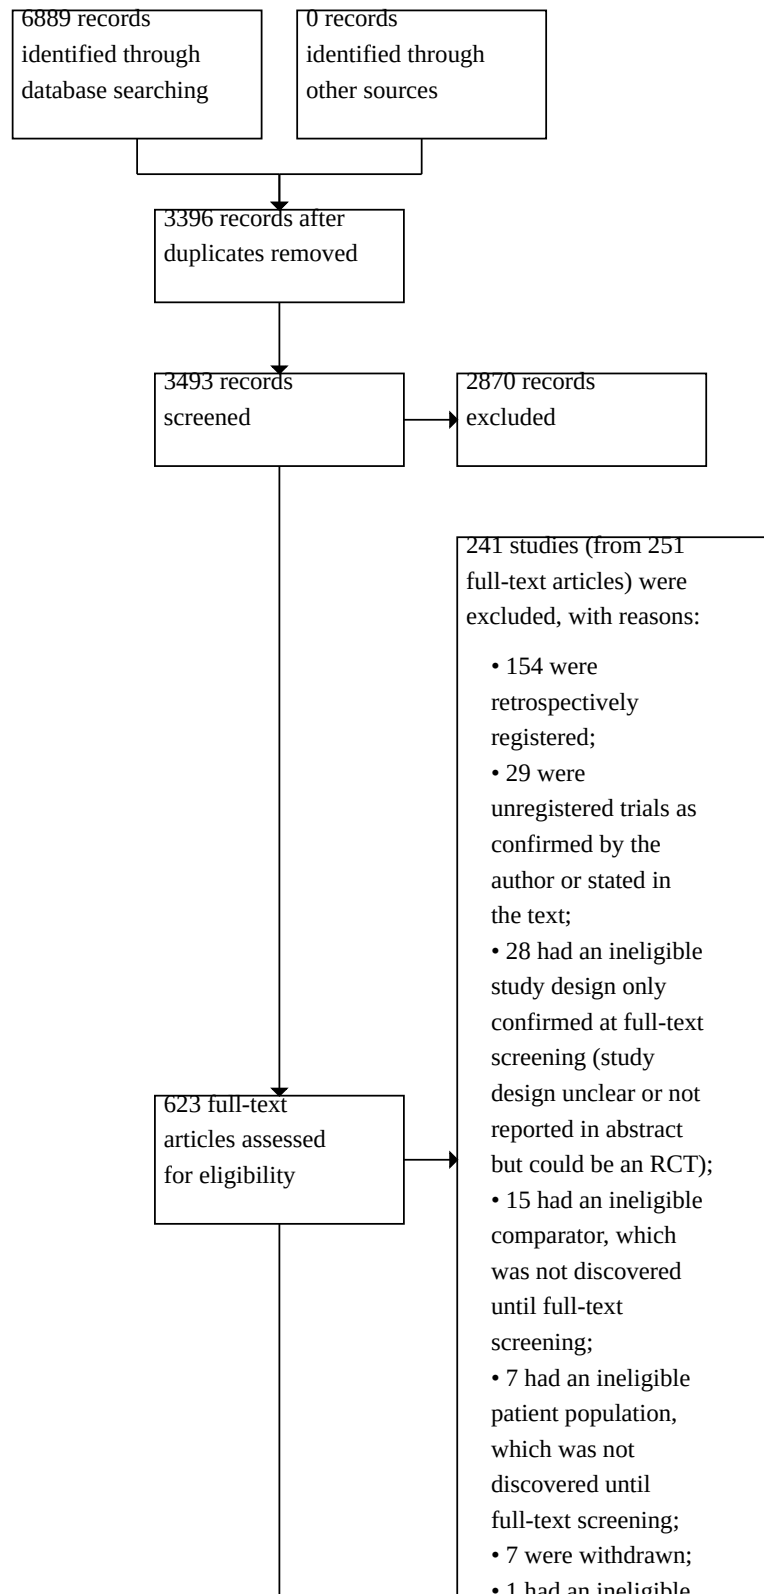 6889 records
identified through
database searching
0 records
identified through
other sources
3396 records after
duplicates removed
3493 records
screened
2870 records
excluded
241 studies (from 251
full-text articles) were
excluded, with reasons:
• 154 were
retrospectively
registered;
• 29 were
unregistered trials as
confirmed by the
author or stated in
the text;
• 28 had an ineligible
study design only
confirmed at full-text
screening (study
design unclear or not
reported in abstract
but could be an RCT);
• 15 had an ineligible
comparator, which
was not discovered
until full-text
screening;
• 7 had an ineligible
patient population,
which was not
discovered until
full-text screening;
• 7 were withdrawn;
• 1 had an ineligible
623 full-text
articles assessed
for eligibility